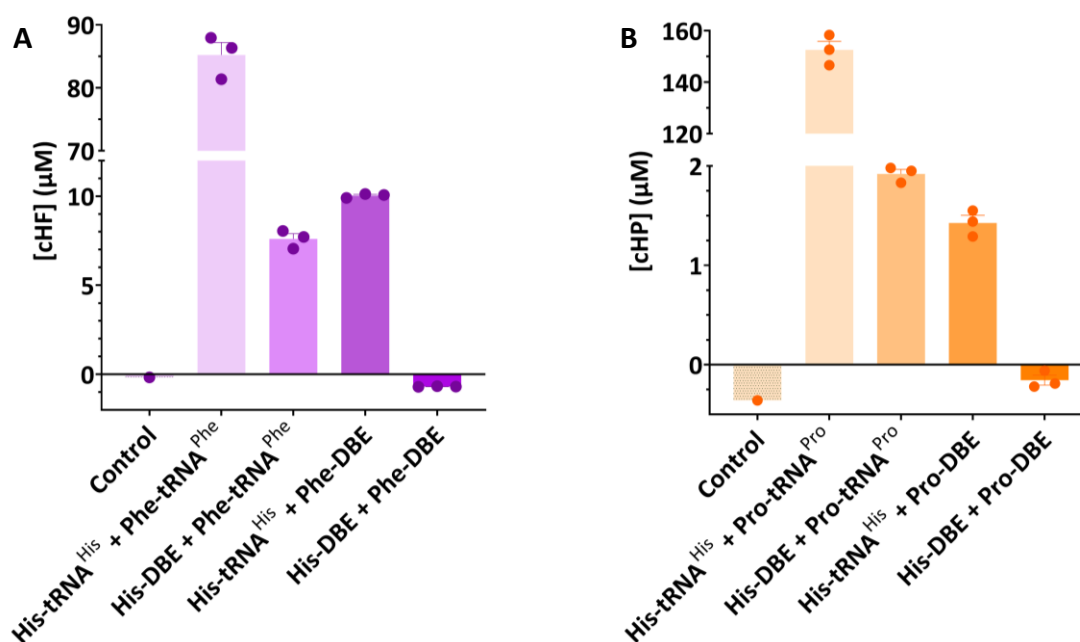 A
[cHF] (μM)
90
80
70
10
5
0
Control
His-tRNA^His + Phe-tRNA^Phe
His-DBE + Phe-tRNA^Phe
His-tRNA^His + Phe-DBE
His-DBE + Phe-DBE
B
[cHP] (μM)
160
140
120
2
1
0
Control
His-tRNA^His + Pro-tRNA^Pro
His-DBE + Pro-tRNA^Pro
His-tRNA^His + Pro-DBE
His-DBE + Pro-DBE